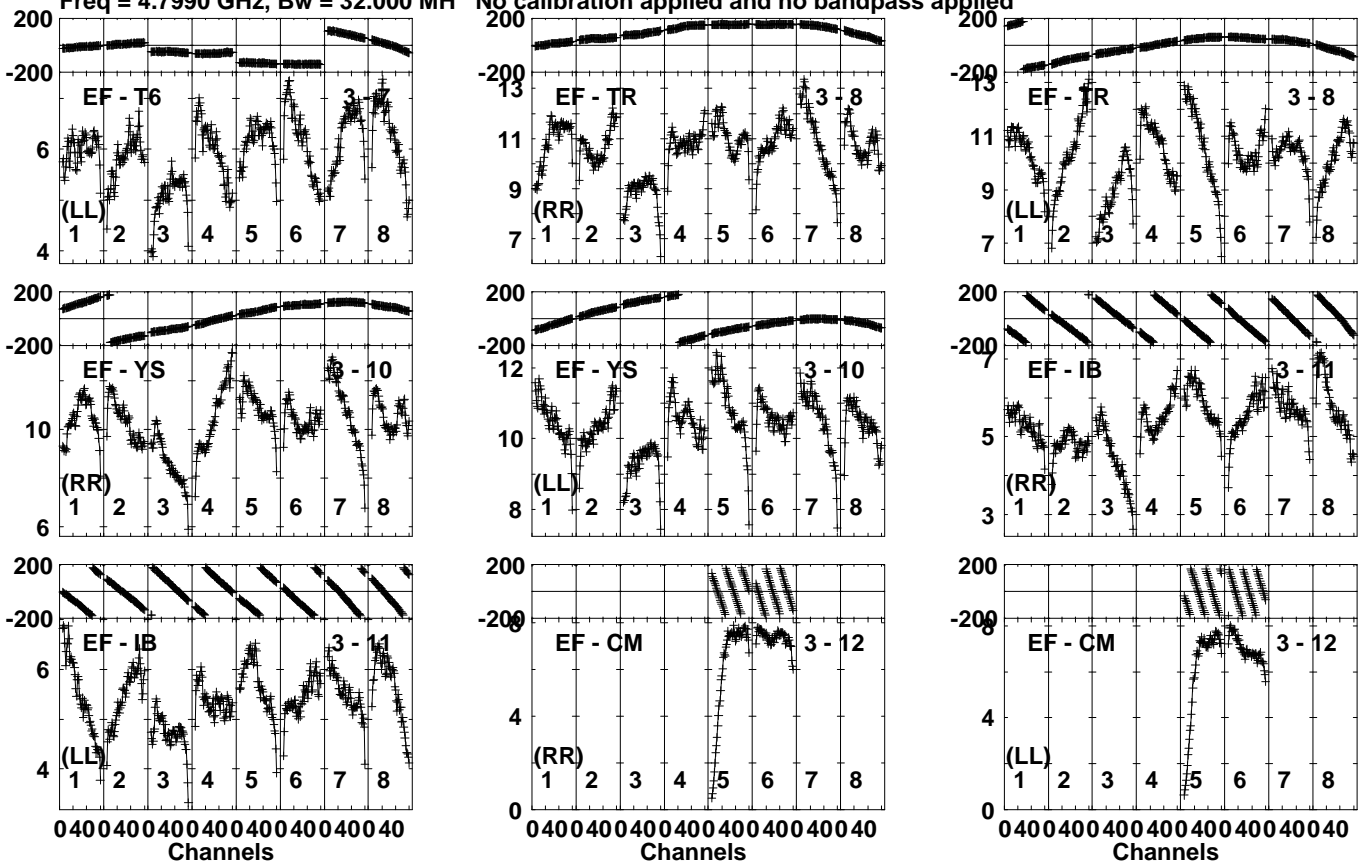 Freq = 4.7990 GHz, Bw = 32.000 MH No calibration applied and no bandpass applied
200
-200
EF - T6 3 - 7
6
4
(LL)
1 2 3 4 5 6 7 8
200
-200
13
EF - TR 3 - 8
11
9
7
(RR)
1 2 3 4 5 6 7 8
200
-200
13
EF - TR 3 - 8
11
9
7
(LL)
1 2 3 4 5 6 7 8
200
-200
EF - YS 3 - 10
10
6
(RR)
1 2 3 4 5 6 7 8
200
-200
12
EF - YS 3 - 10
10
8
(LL)
1 2 3 4 5 6 7 8
200
-200
7
EF - IB 3 - 11
5
3
(RR)
1 2 3 4 5 6 7 8
200
-200
EF - IB 3 - 11
6
4
(LL)
1 2 3 4 5 6 7 8
200
-200
8
EF - CM 3 - 12
4
0
(RR)
1 2 3 4 5 6 7 8
200
-200
8
EF - CM 3 - 12
4
0
(LL)
1 2 3 4 5 6 7 8
0 40 0 40 0 40 0 40 0 40 0 40 0 40 0 40
Channels
0 40 0 40 0 40 0 40 0 40 0 40 0 40 0 40
Channels
0 40 0 40 0 40 0 40 0 40 0 40 0 40 0 40
Channels